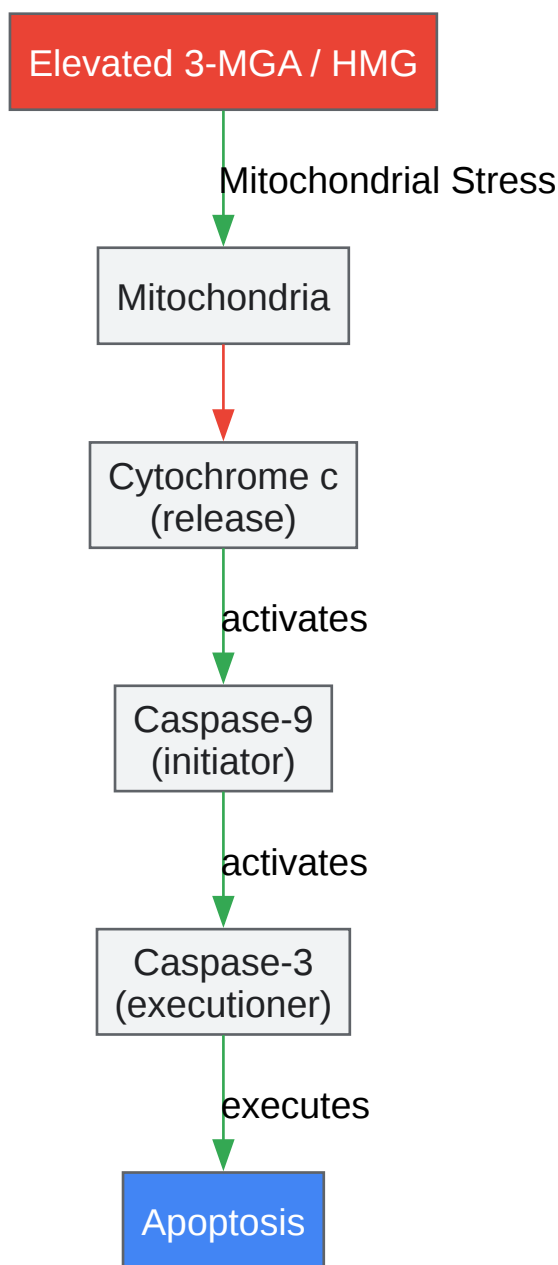 Elevated 3-MGA / HMG
Mitochondrial Stress
Mitochondria
Cytochrome c
(release)
activates
Caspase-9
(initiator)
activates
Caspase-3
(executioner)
executes
Apoptosis